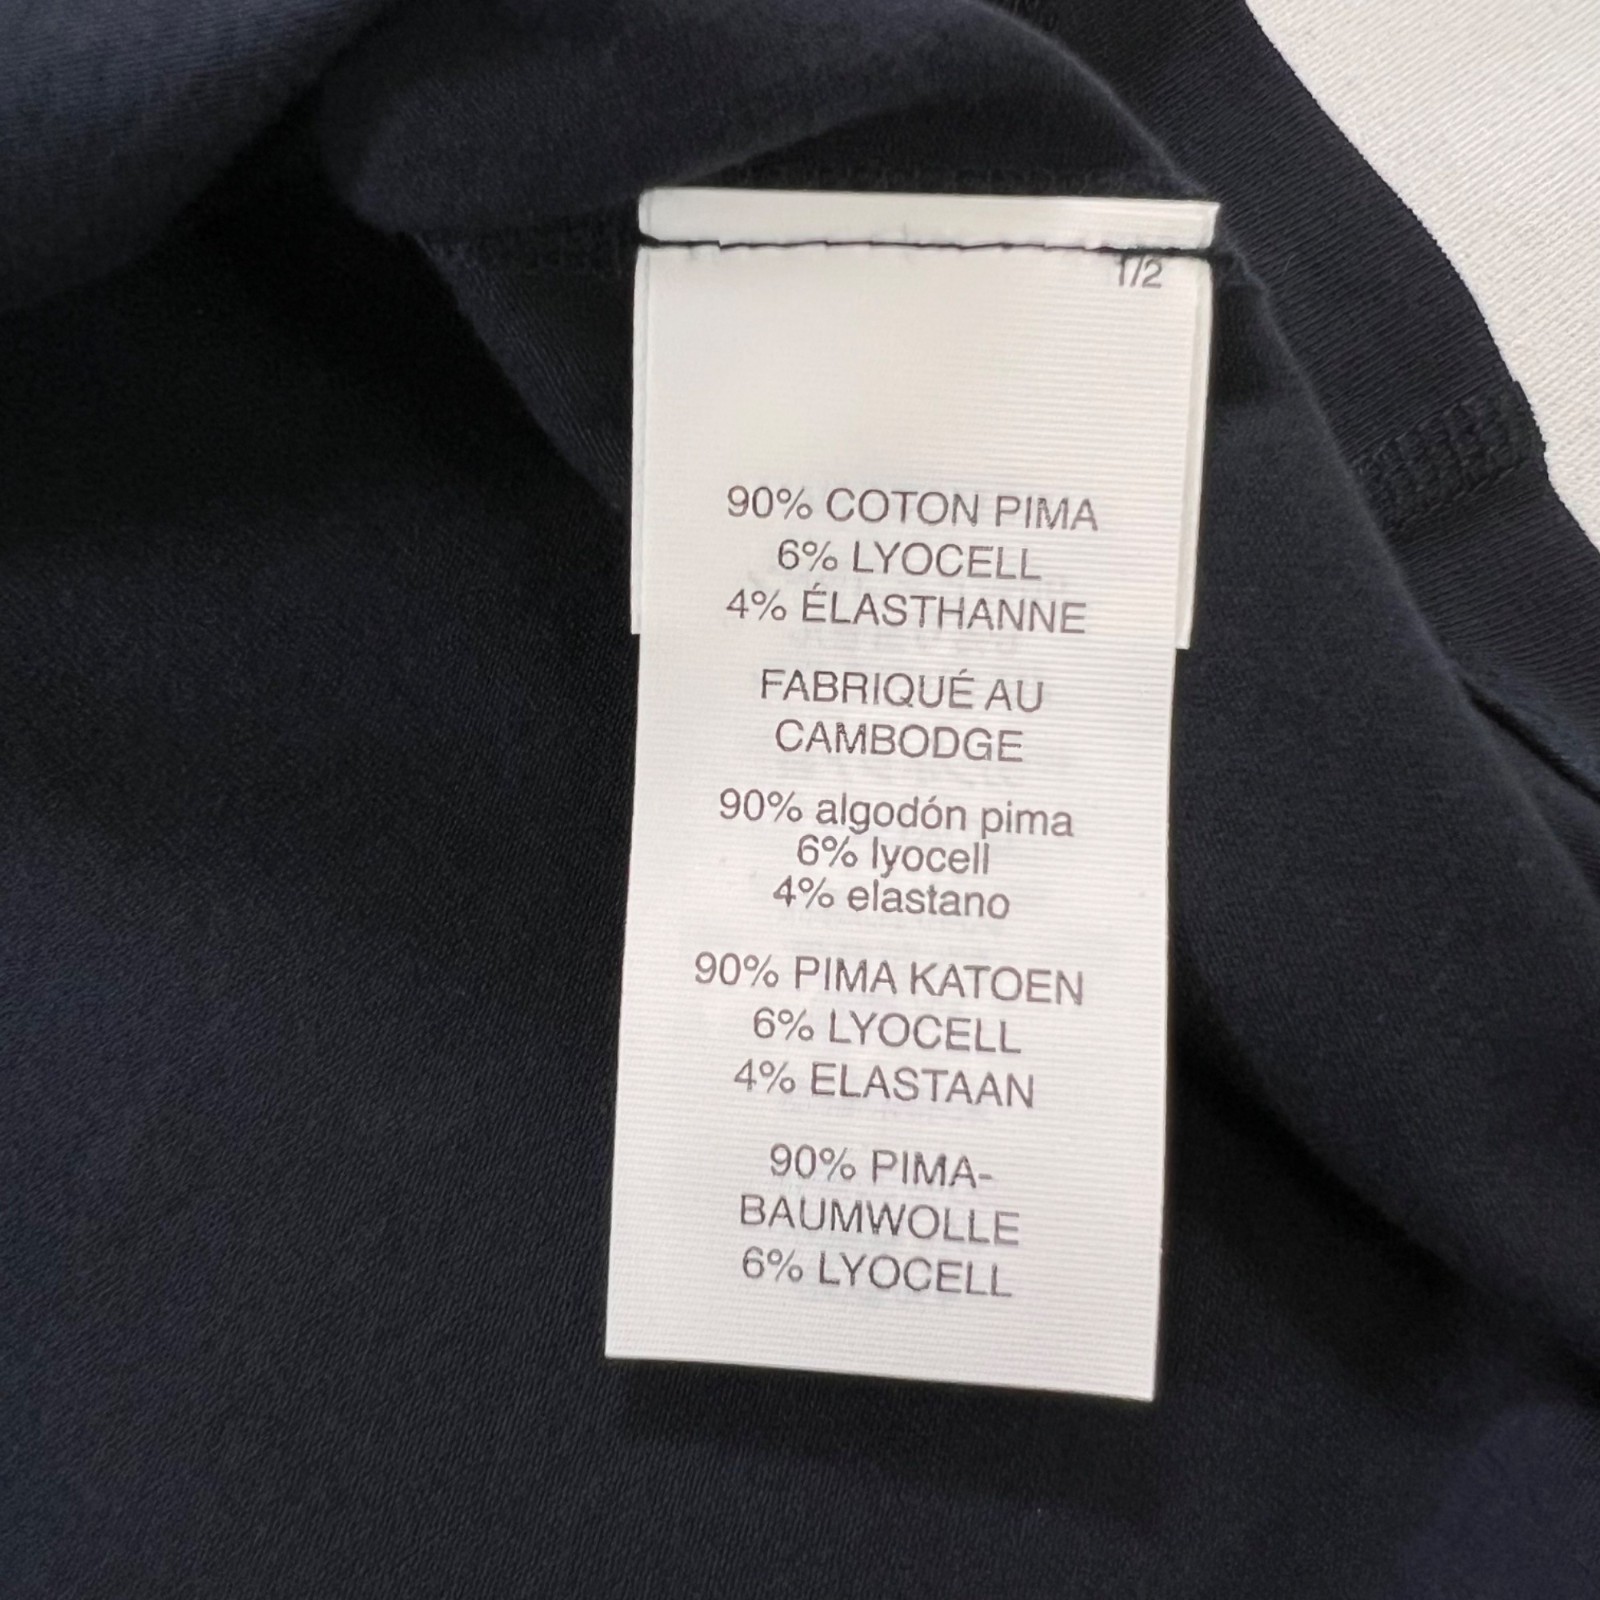 1/2
90% COTON PIMA
6% LYOCELL
4% ÉLASTHANNE
FABRIQUÉ AU
CAMBODGE
90% algodón pima
6% lyocell
4% elastano
90% PIMA KATOEN
6% LYOCELL
4% ELASTAAN
90% PIMA-
BAUMWOLLE
6% LYOCELL